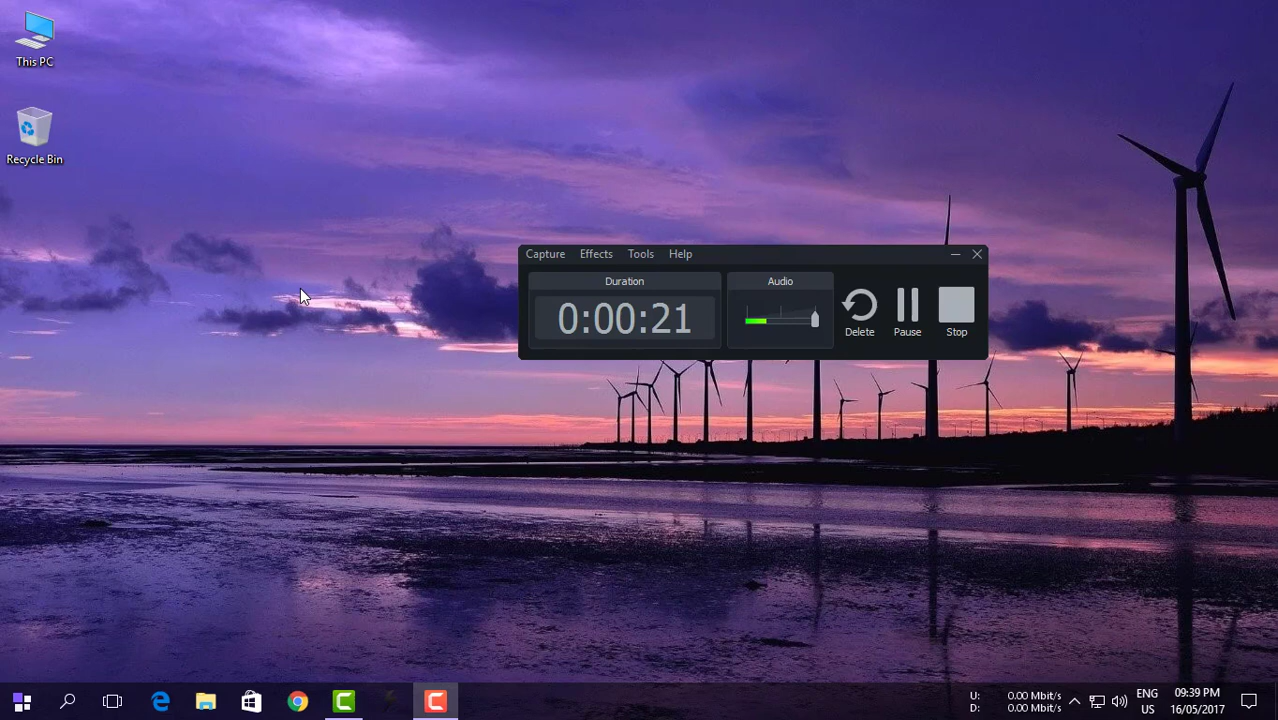 This PC
Recycle Bin
Capture Effects Tools Help
Duration
Audio
0:00:21
Delete
Pause
Stop
U: 0.00 Mbit/s
D: 0.00 Mbit/s
ENG
US
09:39 PM
16/05/2017